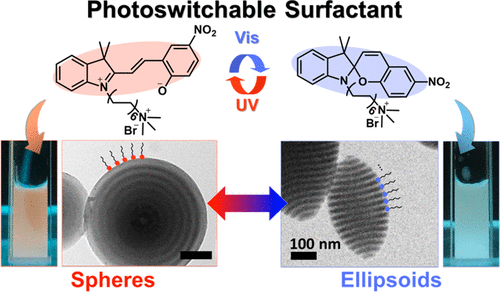 Photoswitchable Surfactant
NO₂
Vis
UV
N⁺
O⁻
6
N⁺
Br⁻
N
O
NO₂
6
N⁺
Br⁻
100 nm
Spheres
Ellipsoids